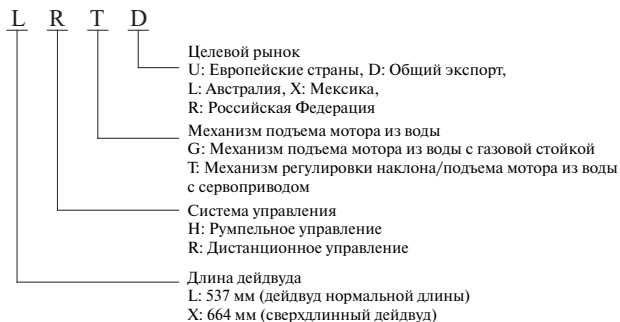 L R T D
Целевой рынок
U: Европейские страны, D: Общий экспорт,
L: Австралия, X: Мексика,
R: Российская Федерация
Механизм подъема мотора из воды
G: Механизм подъема мотора из воды с газовой стойкой
T: Механизм регулировки наклона/подъема мотора из воды
с сервоприводом
Система управления
H: Румпельное управление
R: Дистанционное управление
Длина дейдвуда
L: 537 мм (дейдвуд нормальной длины)
X: 664 мм (сверхдлинный дейдвуд)